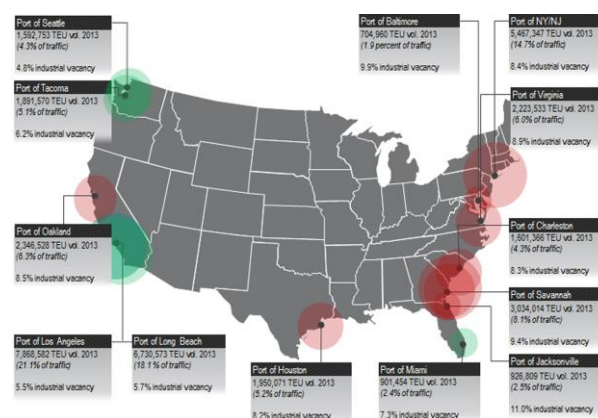 Port of Seattle
1,592,753 TEU vol. 2013
(4.3% of traffic)
4.8% industrial vacancy
Port of Tacoma
1,891,570 TEU vol. 2013
(5.1% of traffic)
6.2% industrial vacancy
Port of Baltimore
704,960 TEU vol. 2013
(1.9 percent of traffic)
9.9% industrial vacancy
Port of NY/NJ
5,467,347 TEU vol. 2013
(14.7% of traffic)
8.4% industrial vacancy
Port of Virginia
2,223,533 TEU vol. 2013
(6.0% of traffic)
8.9% industrial vacancy
Port of Oakland
2,346,528 TEU vol. 2013
(6.3% of traffic)
8.5% industrial vacancy
Port of Charleston
1,601,366 TEU vol. 2013
(4.3% of traffic)
8.3% industrial vacancy
Port of Savannah
3,034,014 TEU vol. 2013
(8.1% of traffic)
9.4% industrial vacancy
Port of Los Angeles
7,868,582 TEU vol. 2013
(21.1% of traffic)
5.5% industrial vacancy
Port of Long Beach
6,730,573 TEU vol. 2013
(18.1% of traffic)
5.7% industrial vacancy
Port of Houston
1,950,071 TEU vol. 2013
(5.2% of traffic)
8.2% industrial vacancy
Port of Miami
901,454 TEU vol. 2013
(2.4% of traffic)
7.3% industrial vacancy
Port of Jacksonville
926,809 TEU vol. 2013
(2.5% of traffic)
11.0% industrial vacancy